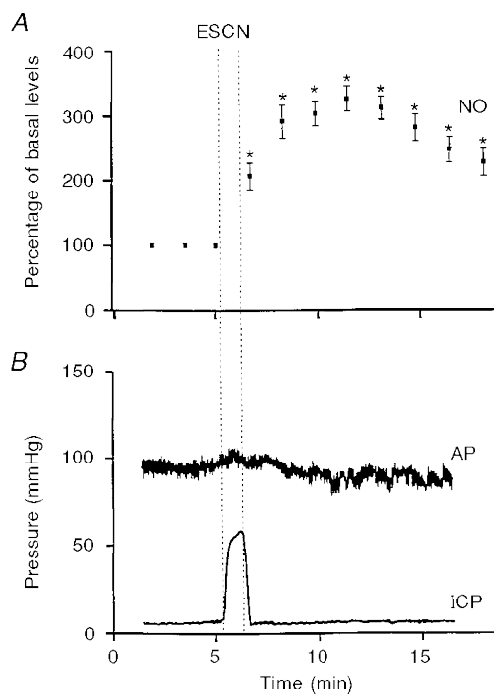 A
ESCN
400
300
200
100
0
Percentage of basal levels
* * * * * * * *
NO
B
150
100
50
0
Pressure (mmHg)
AP
iCP
0 5 10 15
Time (min)